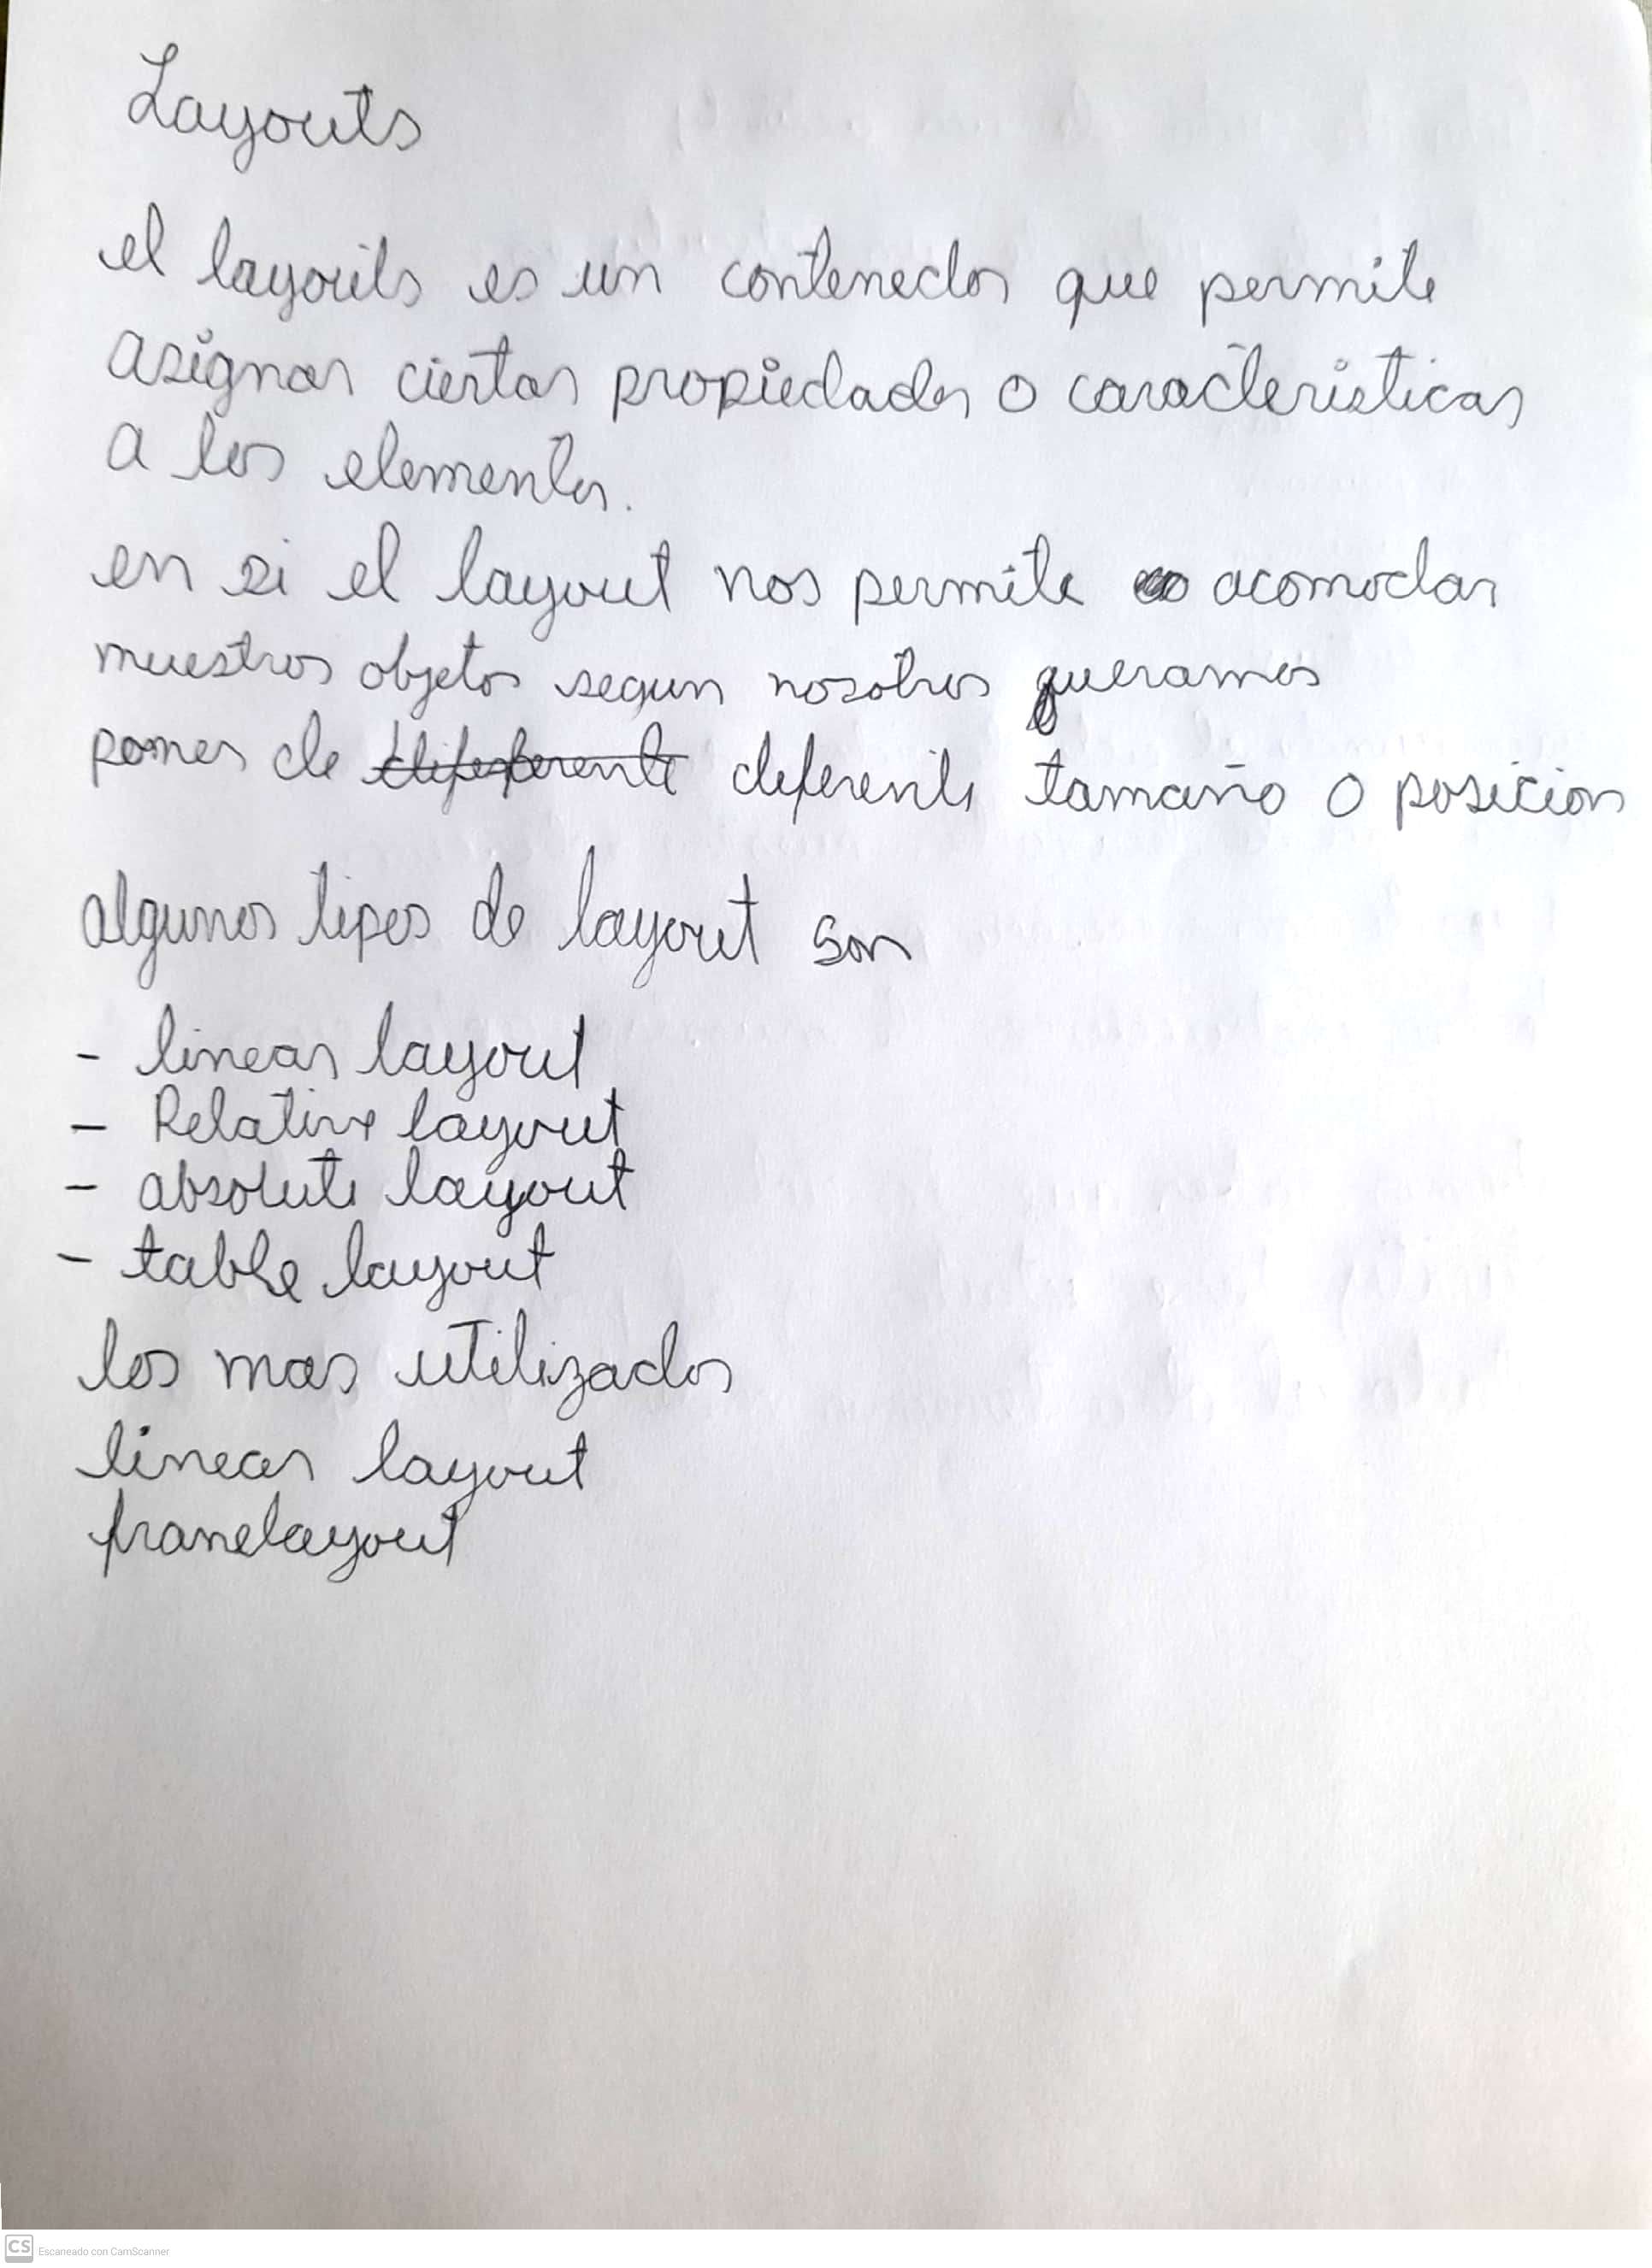 Layouts
el layouts es un contenedor que permite
asignar ciertas propiedades o caracteristicas
a los elementos.
en si el layout nos permite acomodar
nuestros objetos segun nosotros queramos
poner de diferente diferente tamaño o posicion
algunos tipos de layout son
- linear layout
- Relative layout
- absolute layout
- table layout
los mas utilizados
linear layout
framelayout
CS Escaneado con CamScanner